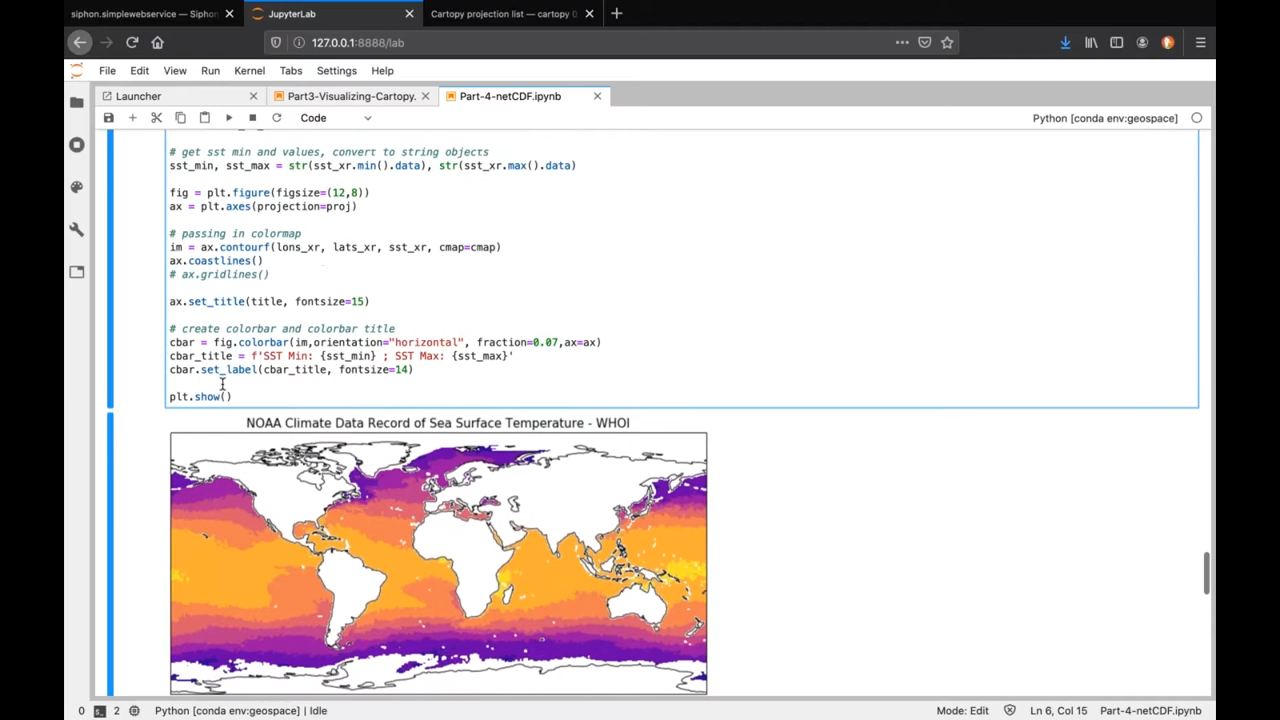 siphon.simplewebservice — Siphon
JupyterLab
Cartopy projection list — cartopy 0
127.0.0.1:8888/lab
File Edit View Run Kernel Tabs Settings Help
Launcher
Part3-Visualizing-Cartopy.
Part-4-netCDF.ipynb
Code
Python [conda env:geospace]
# get sst min and values, convert to string objects
sst_min, sst_max = str(sst_xr.min().data), str(sst_xr.max().data)
fig = plt.figure(figsize=(12,8))
ax = plt.axes(projection=proj)
# passing in colormap
im = ax.contourf(lons_xr, lats_xr, sst_xr, cmap=cmap)
ax.coastlines()
# ax.gridlines()
ax.set_title(title, fontsize=15)
# create colorbar and colorbar title
cbar = fig.colorbar(im,orientation="horizontal", fraction=0.07,ax=ax)
cbar_title = f'SST Min: {sst_min} ; SST Max: {sst_max}'
cbar.set_label(cbar_title, fontsize=14)
plt.show()
NOAA Climate Data Record of Sea Surface Temperature - WHOI
0
2
Python [conda env:geospace] | Idle
Mode: Edit
Ln 6, Col 15
Part-4-netCDF.ipynb